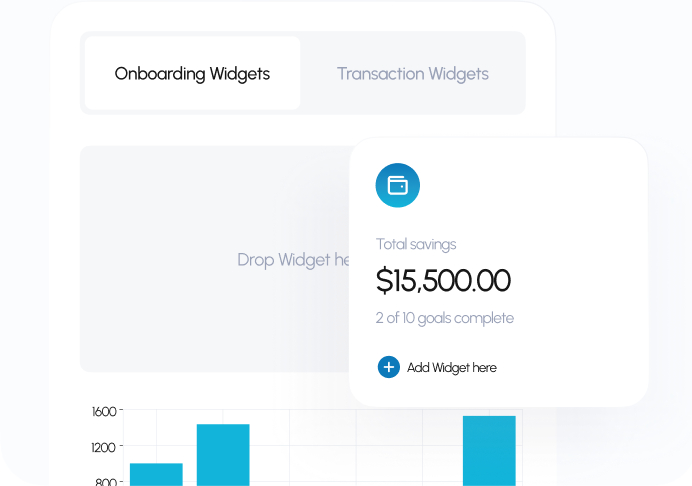 Onboarding Widgets
Transaction Widgets
Drop Widget
Total savings
$15,500.00
2 of 10 goals complete
Add Widget here
1600
1200
800